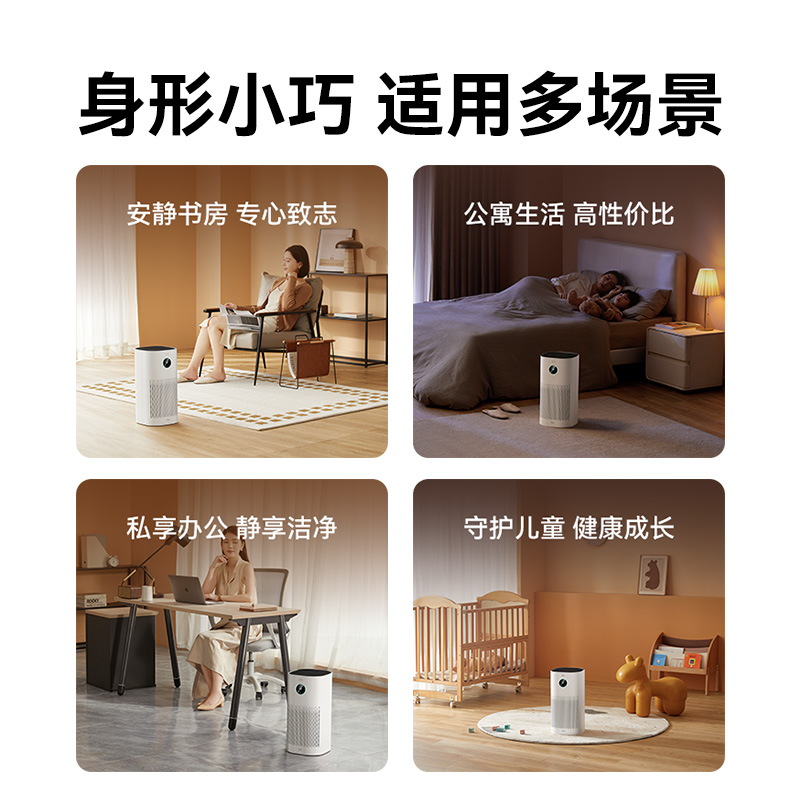 身形小巧 适用多场景
安静书房 专心致志
公寓生活 高性价比
私享办公 静享洁净
守护儿童 健康成长